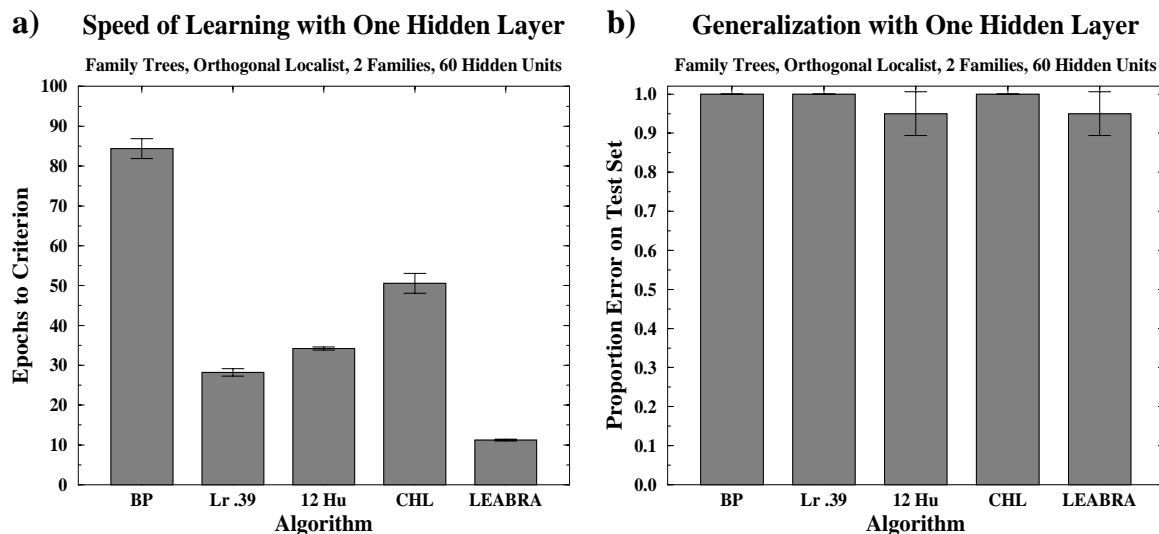 a) Speed of Learning with One Hidden Layer
Family Trees, Orthogonal Localist, 2 Families, 60 Hidden Units
Epochs to Criterion
100
90
80
70
60
50
40
30
20
10
0
BP Lr .39 12 Hu CHL LEABRA
Algorithm
b) Generalization with One Hidden Layer
Family Trees, Orthogonal Localist, 2 Families, 60 Hidden Units
Proportion Error on Test Set
1.0
0.9
0.8
0.7
0.6
0.5
0.4
0.3
0.2
0.1
0.0
BP Lr .39 12 Hu CHL LEABRA
Algorithm